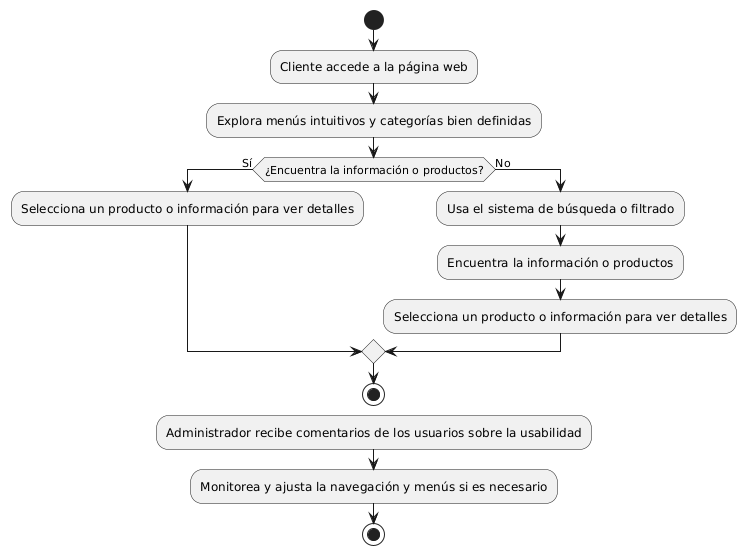 Cliente accede a la página web
Explora menús intuitivos y categorías bien definidas
¿Encuentra la información o productos?
Sí
No
Selecciona un producto o información para ver detalles
Usa el sistema de búsqueda o filtrado
Encuentra la información o productos
Selecciona un producto o información para ver detalles
Administrador recibe comentarios de los usuarios sobre la usabilidad
Monitorea y ajusta la navegación y menús si es necesario